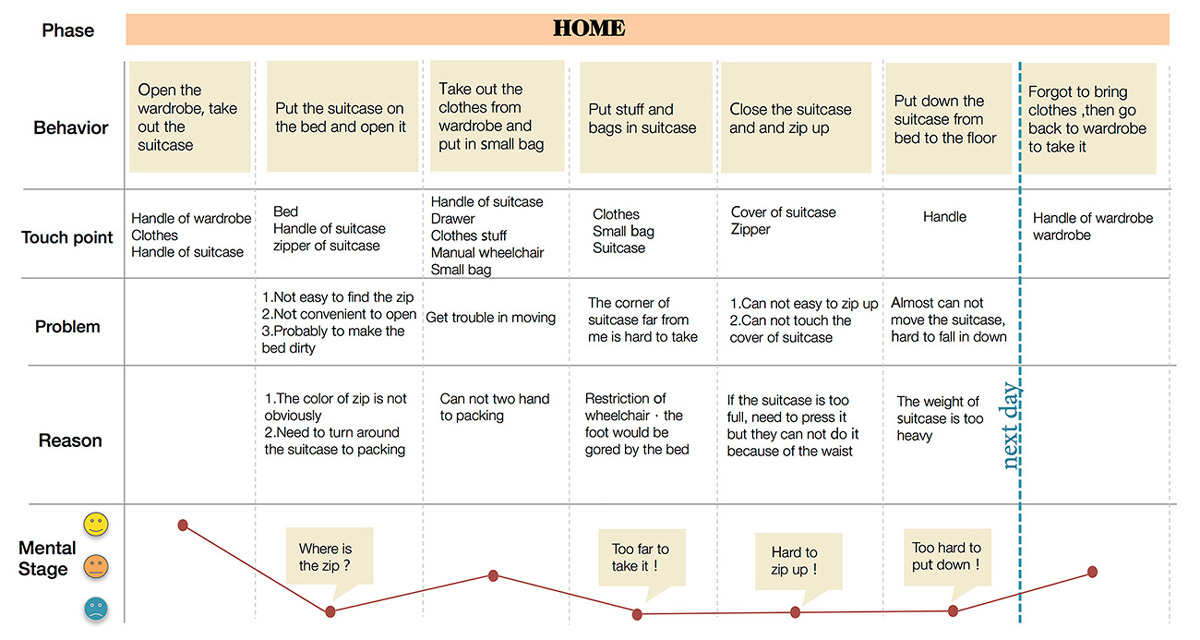 Phase
HOME
Behavior
Open the
wardrobe, take
out the
suitcase
Put the suitcase on
the bed and open it
Take out the
clothes from
wardrobe and
put in small bag
Put stuff and
bags in suitcase
Close the suitcase
and and zip up
Put down the
suitcase from
bed to the floor
Forgot to bring
clothes ,then go
back to wardrobe
to take it
Touch point
Handle of wardrobe
Clothes
Handle of suitcase
Bed
Handle of suitcase
zipper of suitcase
Handle of suitcase
Drawer
Clothes stuff
Manual wheelchair
Small bag
Clothes
Small bag
Suitcase
Cover of suitcase
Zipper
Handle
Handle of wardrobe
wardrobe
Problem
1.Not easy to find the zip
2.Not convenient to open
3.Probably to make the
bed dirty
Get trouble in moving
The corner of
suitcase far from
me is hard to take
1.Can not easy to zip up
2.Can not touch the
cover of suitcase
Almost can not
move the suitcase,
hard to fall in down
Reason
1.The color of zip is not
obviously
2.Need to turn around
the suitcase to packing
Can not two hand
to packing
Restriction of
wheelchair · the
foot would be
gored by the bed
If the suitcase is too
full, need to press it
but they can not do it
because of the waist
The weight of
suitcase is too
heavy
next day
Mental
Stage
Where is
the zip ?
Too far to
take it !
Hard to
zip up !
Too hard to
put down !